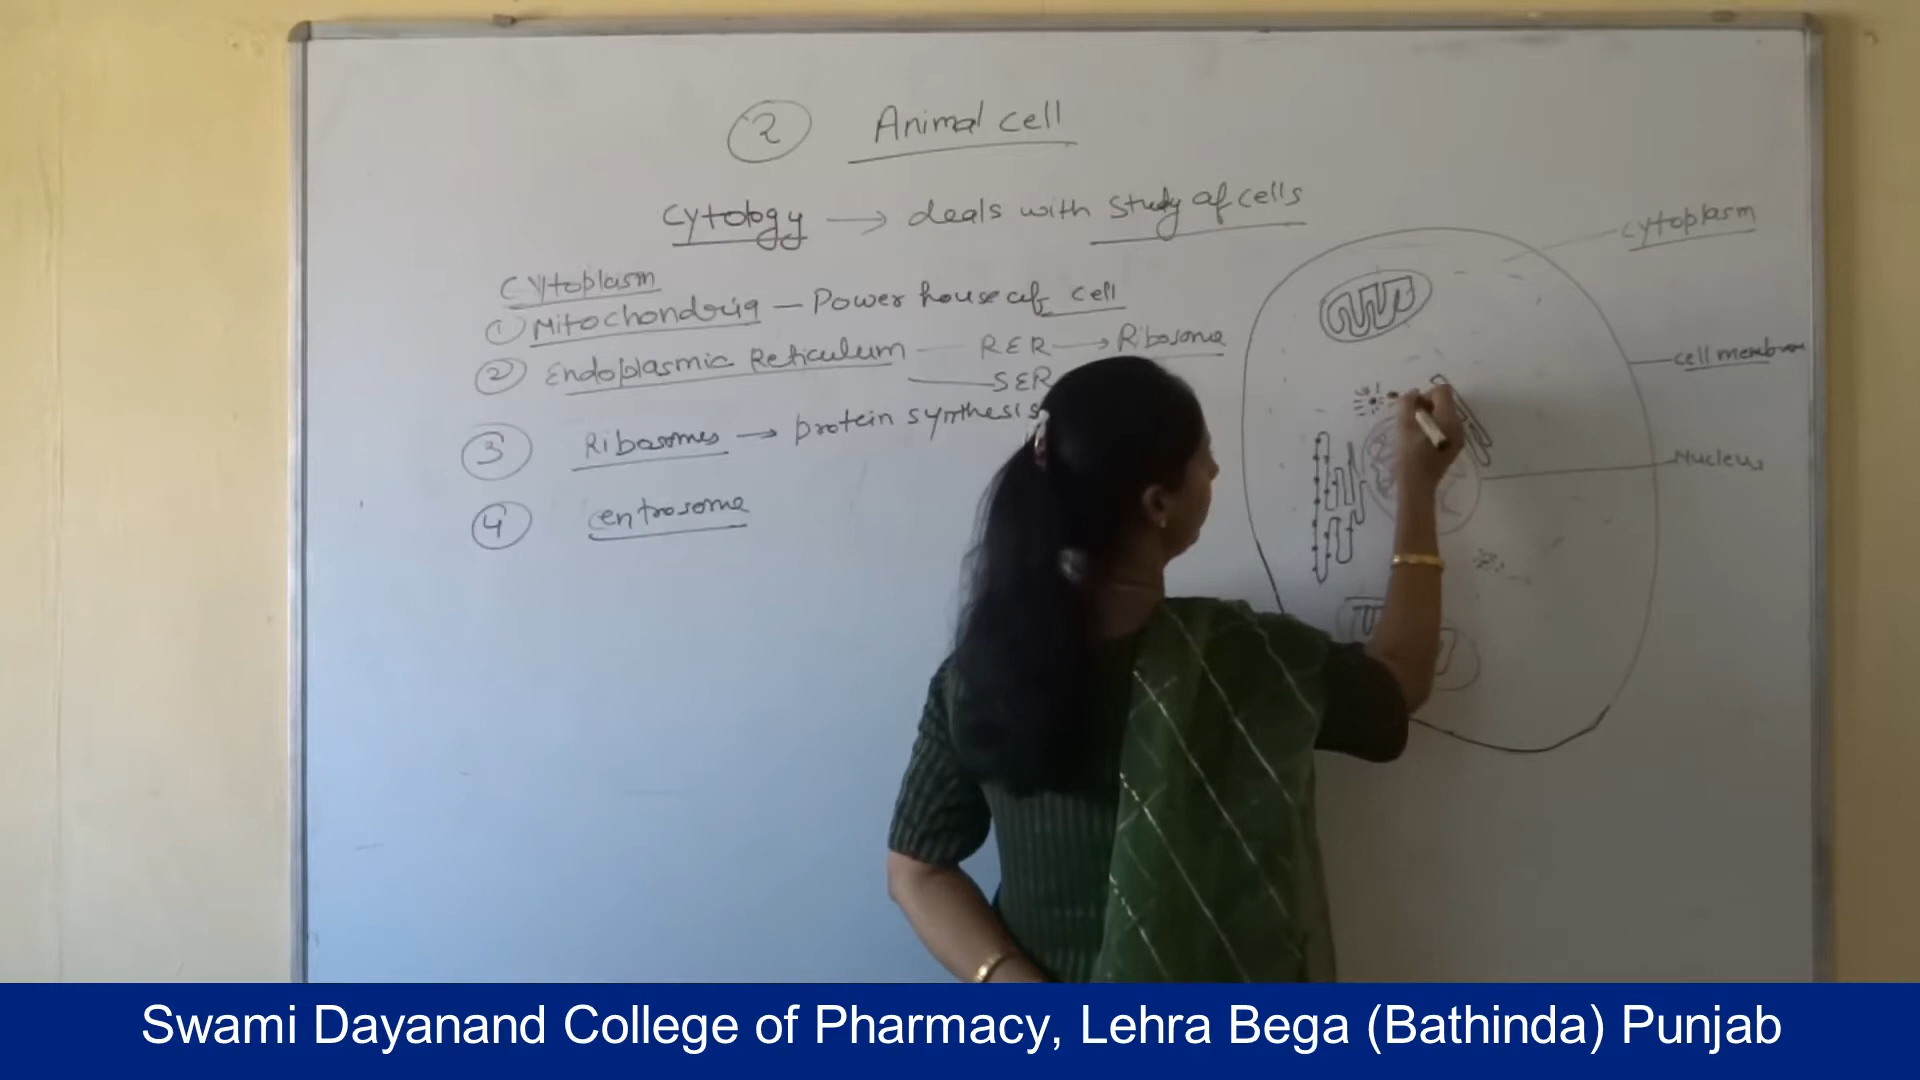 2 Animal cell
Cytology → deals with study of cells
Cytoplasm
1 Mitochondria — Power house of cell
2 Endoplasmic Reticulum — RER → Ribosome
SER
3 Ribosomes → protein synthesis
4 centrosome
cytoplasm
cell membrane
Nucleus
Swami Dayanand College of Pharmacy, Lehra Bega (Bathinda) Punjab